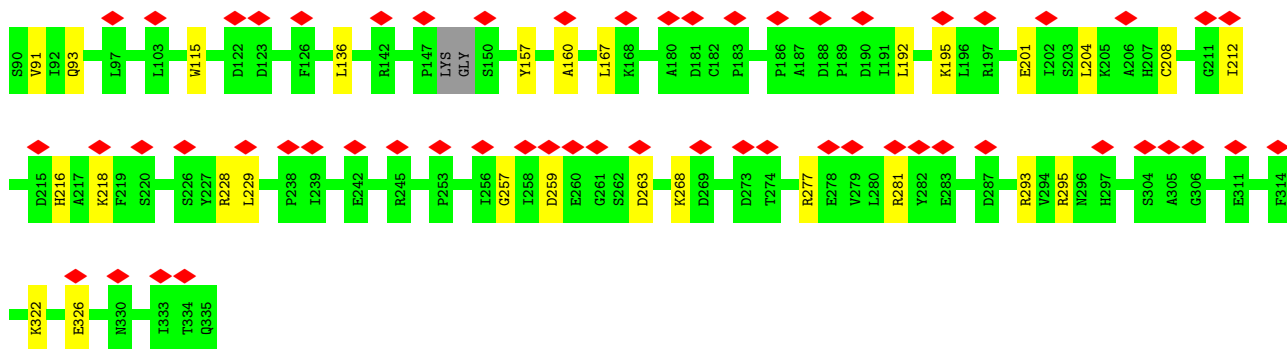 S90 V91 I92 Q93 L97 L103 W115 D122 D123 F126 L136 R142 P147 LYS GLY S150 Y157 A160 L167 K168 A180 D181 C182 P183 P186 A187 D188 P189 D190 I191 L192 K195 L196 R197 E201 I202 S203 L204 K205 A206 H207 C208 G211 I212
D215 H216 A217 K218 F219 S220 S226 Y227 R228 L229 P238 I239 E242 R245 P253 I256 G257 I258 D259 E260 G261 S262 D263 K268 D269 D273 T274 R277 E278 V279 L280 R281 Y282 E283 D287 R293 V294 R295 N296 H297 S304 A305 G306 E311 F314
K322 E326 N330 I333 T334 Q335